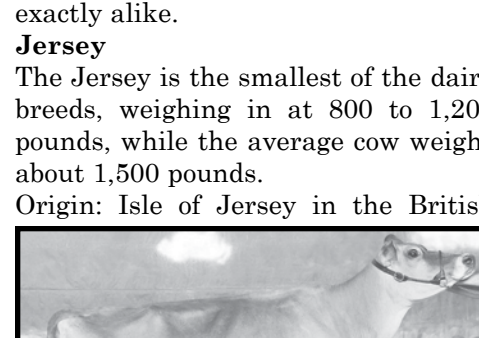 exactly alike.
Jersey
The Jersey is the smallest of the dair
breeds, weighing in at 800 to 1,20
pounds, while the average cow weigh
about 1,500 pounds.
Origin: Isle of Jersey in the Britis